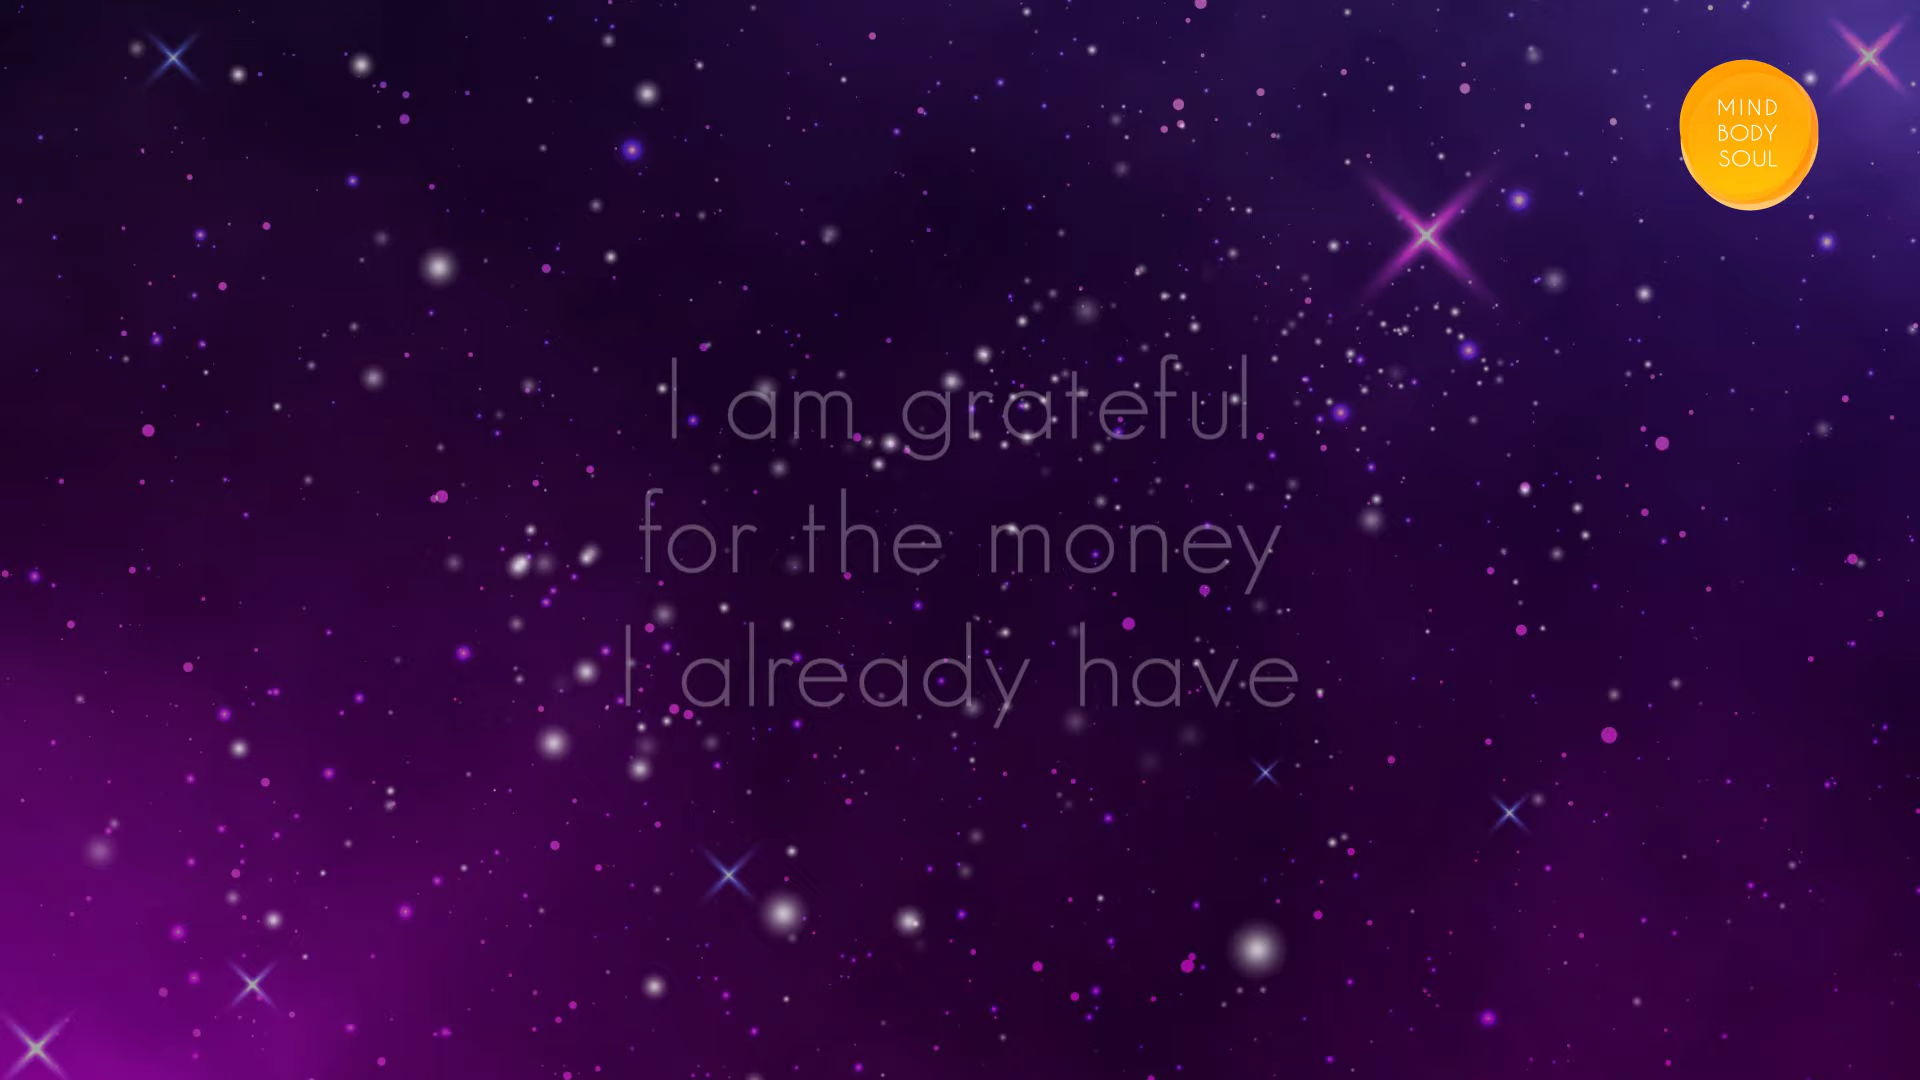 MIND
BODY
SOUL
I am grateful
for the money
I already have